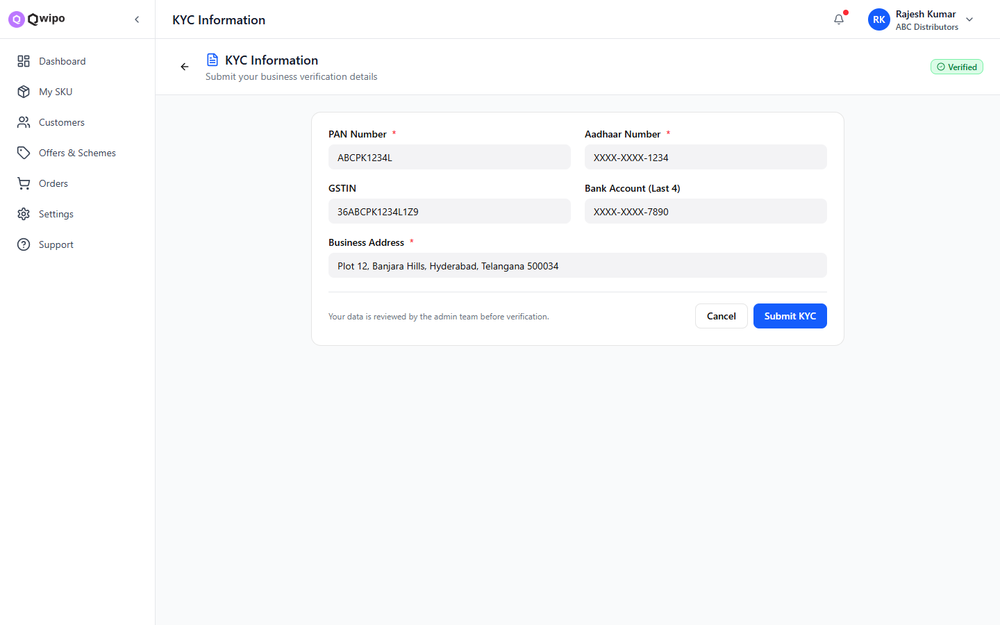 Qwipo
KYC Information
RK
Rajesh Kumar
ABC Distributors
Dashboard
My SKU
Customers
Offers & Schemes
Orders
Settings
Support
KYC Information
Submit your business verification details
Verified
PAN Number *
Aadhaar Number *
ABCPK1234L
XXXX-XXXX-1234
GSTIN
Bank Account (Last 4)
36ABCPK1234L1Z9
XXXX-XXXX-7890
Business Address *
Plot 12, Banjara Hills, Hyderabad, Telangana 500034
Your data is reviewed by the admin team before verification.
Cancel
Submit KYC